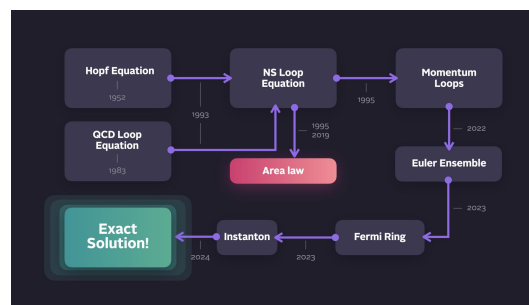 Hopf Equation
1952
NS Loop
Equation
Momentum
Loops
1995
1993
QCD Loop
Equation
1983
1995
2019
2022
Area law
Euler Ensemble
2023
Exact
Solution!
Instanton
Fermi Ring
2024
2023